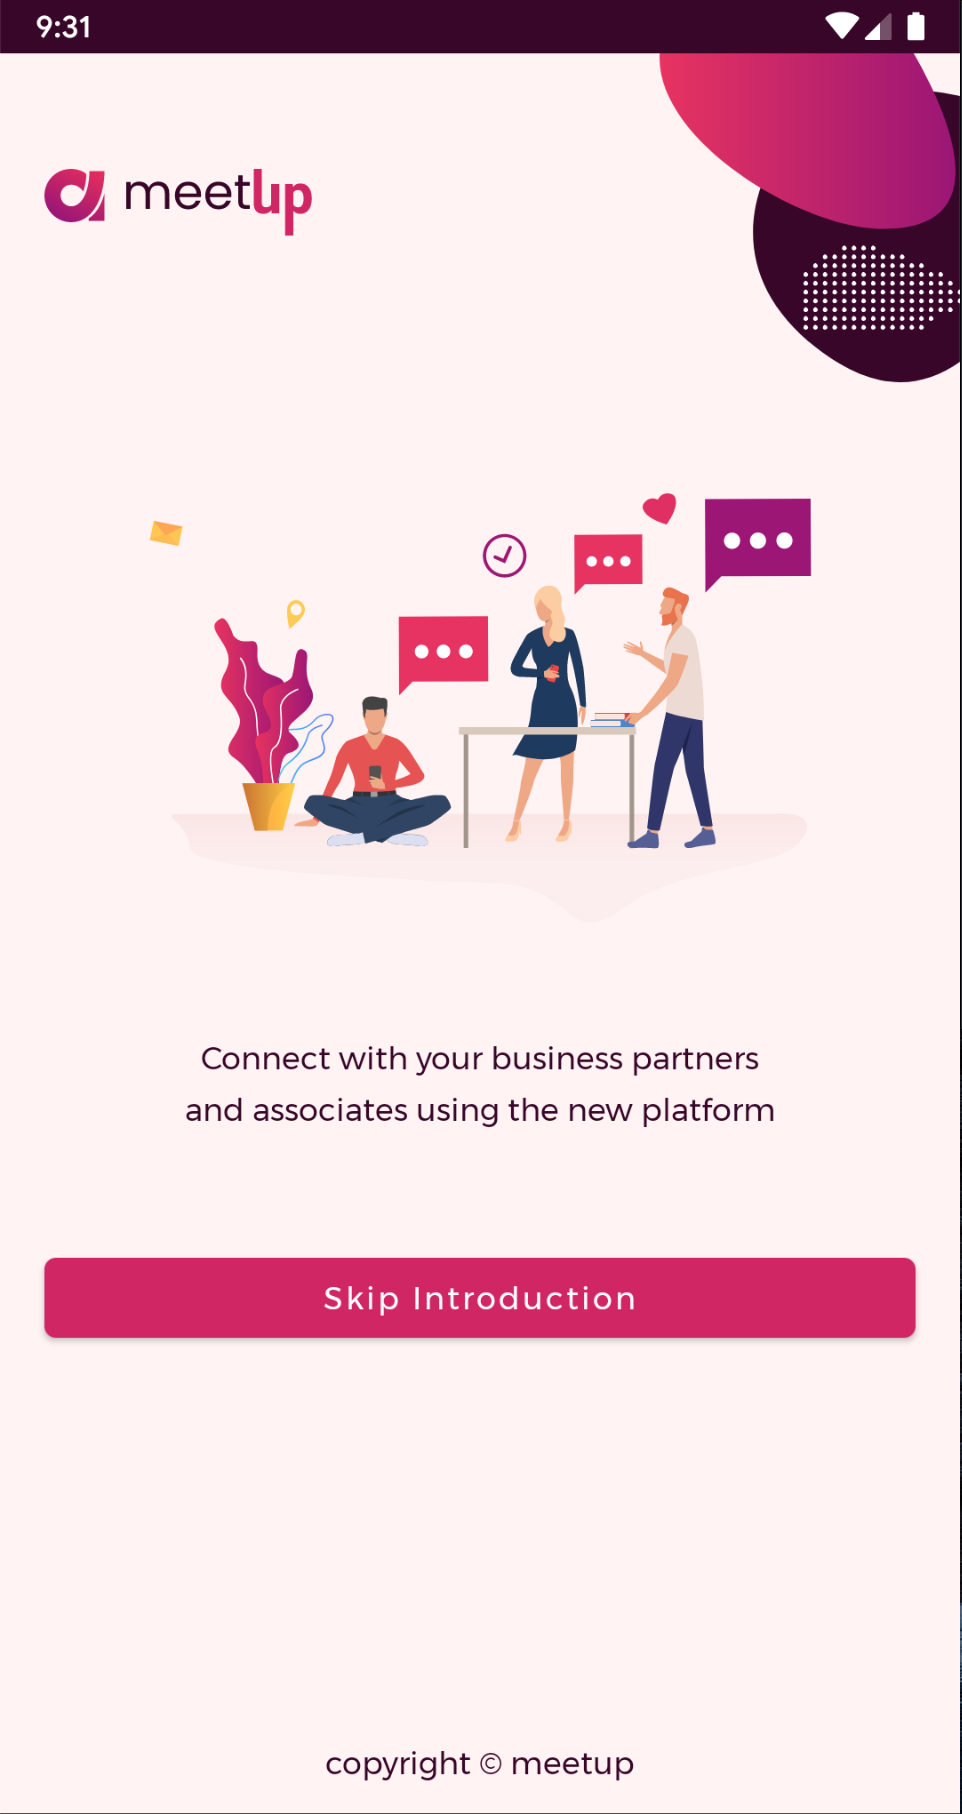 9:31
meetup
Connect with your business partners
and associates using the new platform
Skip Introduction
copyright © meetup